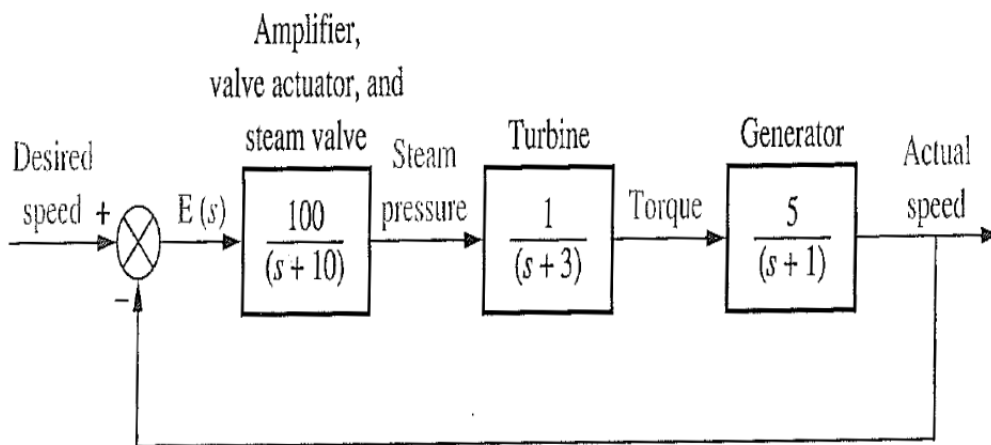 Amplifier,
valve actuator, and
steam valve
Desired
speed
+
−
E (s)
100
(s + 10)
Steam
pressure
Turbine
1
(s + 3)
Torque
Generator
5
(s + 1)
Actual
speed